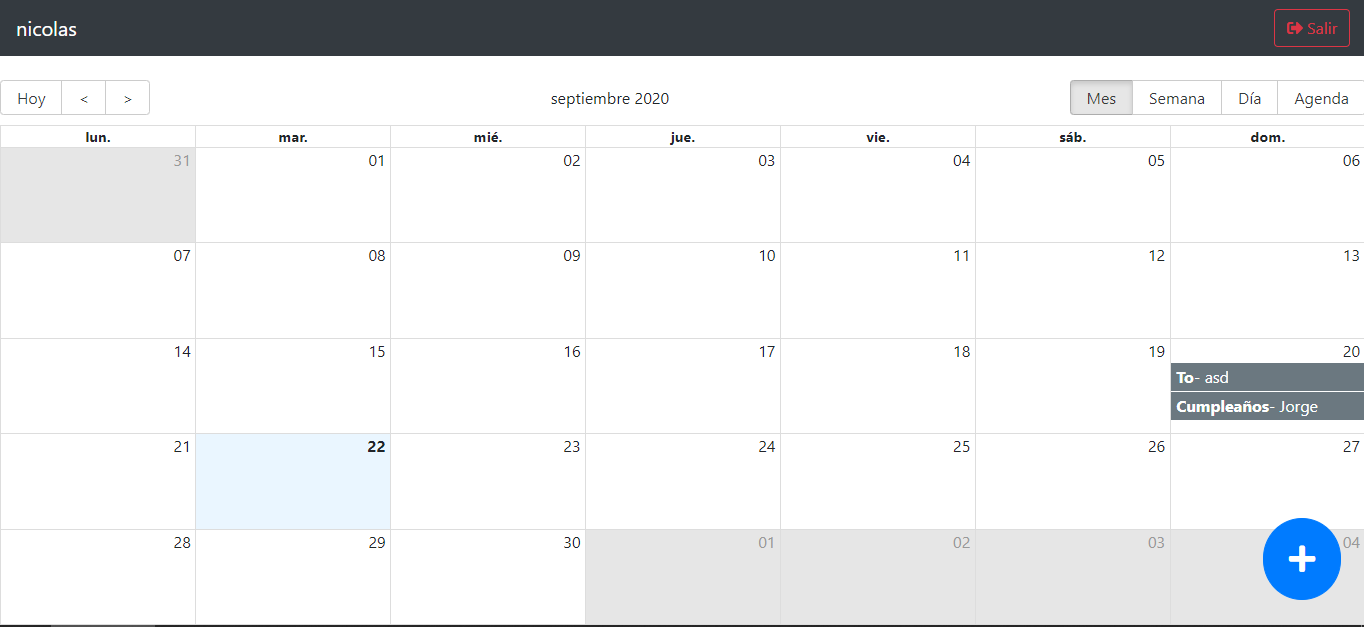 nicolas Salir
Hoy < > septiembre 2020 Mes Semana Día Agenda
lun. mar. mié. jue. vie. sáb. dom.
31 01 02 03 04 05 06
07 08 09 10 11 12 13
14 15 16 17 18 19 20
To- asd
Cumpleaños- Jorge
21 22 23 24 25 26 27
28 29 30 01 02 03 04